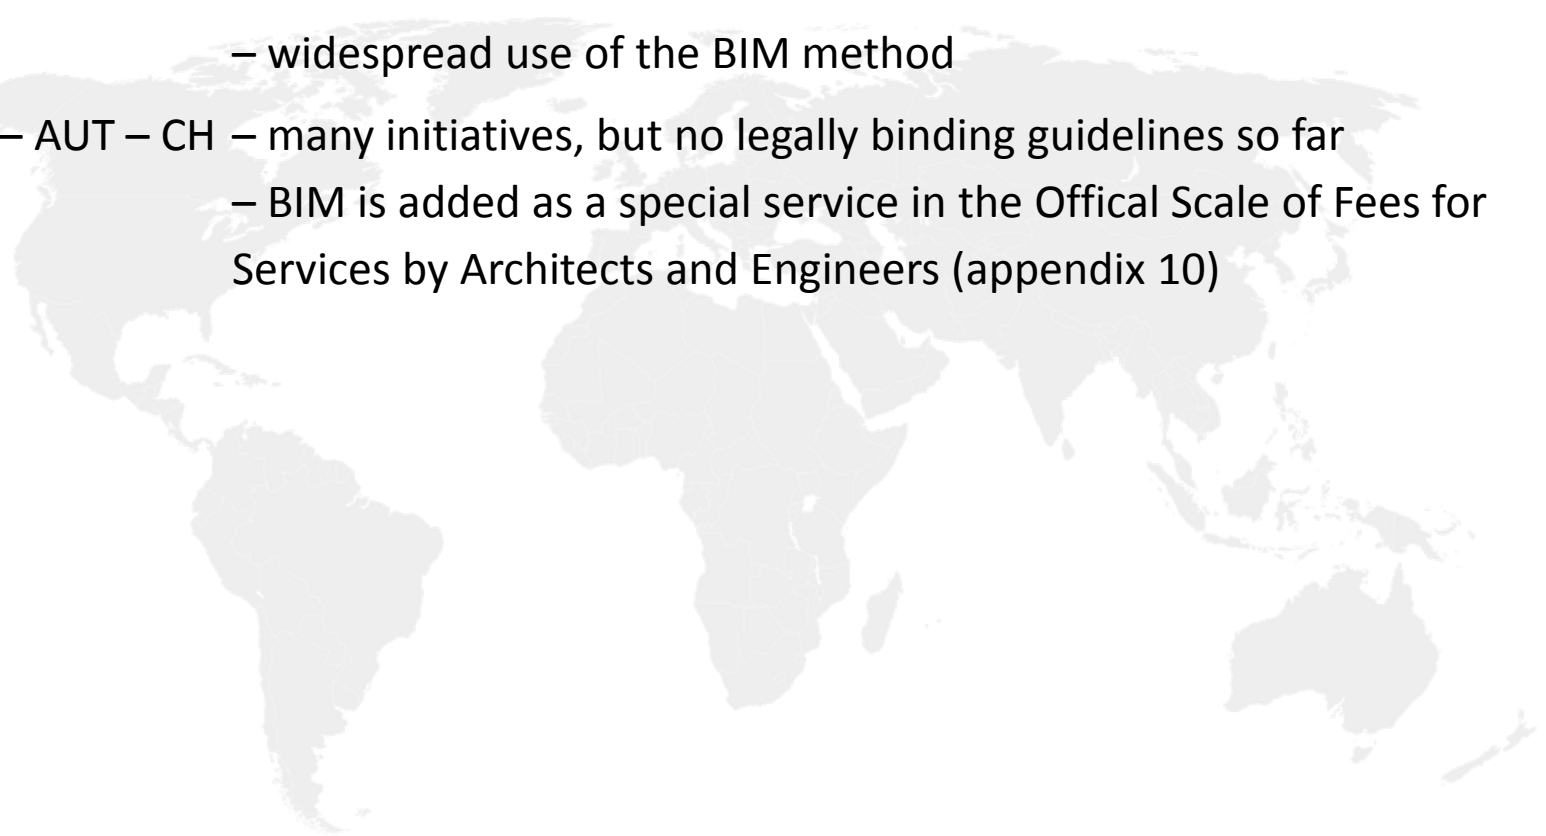 – widespread use of the BIM method
– AUT – CH – many initiatives, but no legally binding guidelines so far
– BIM is added as a special service in the Offical Scale of Fees for
Services by Architects and Engineers (appendix 10)